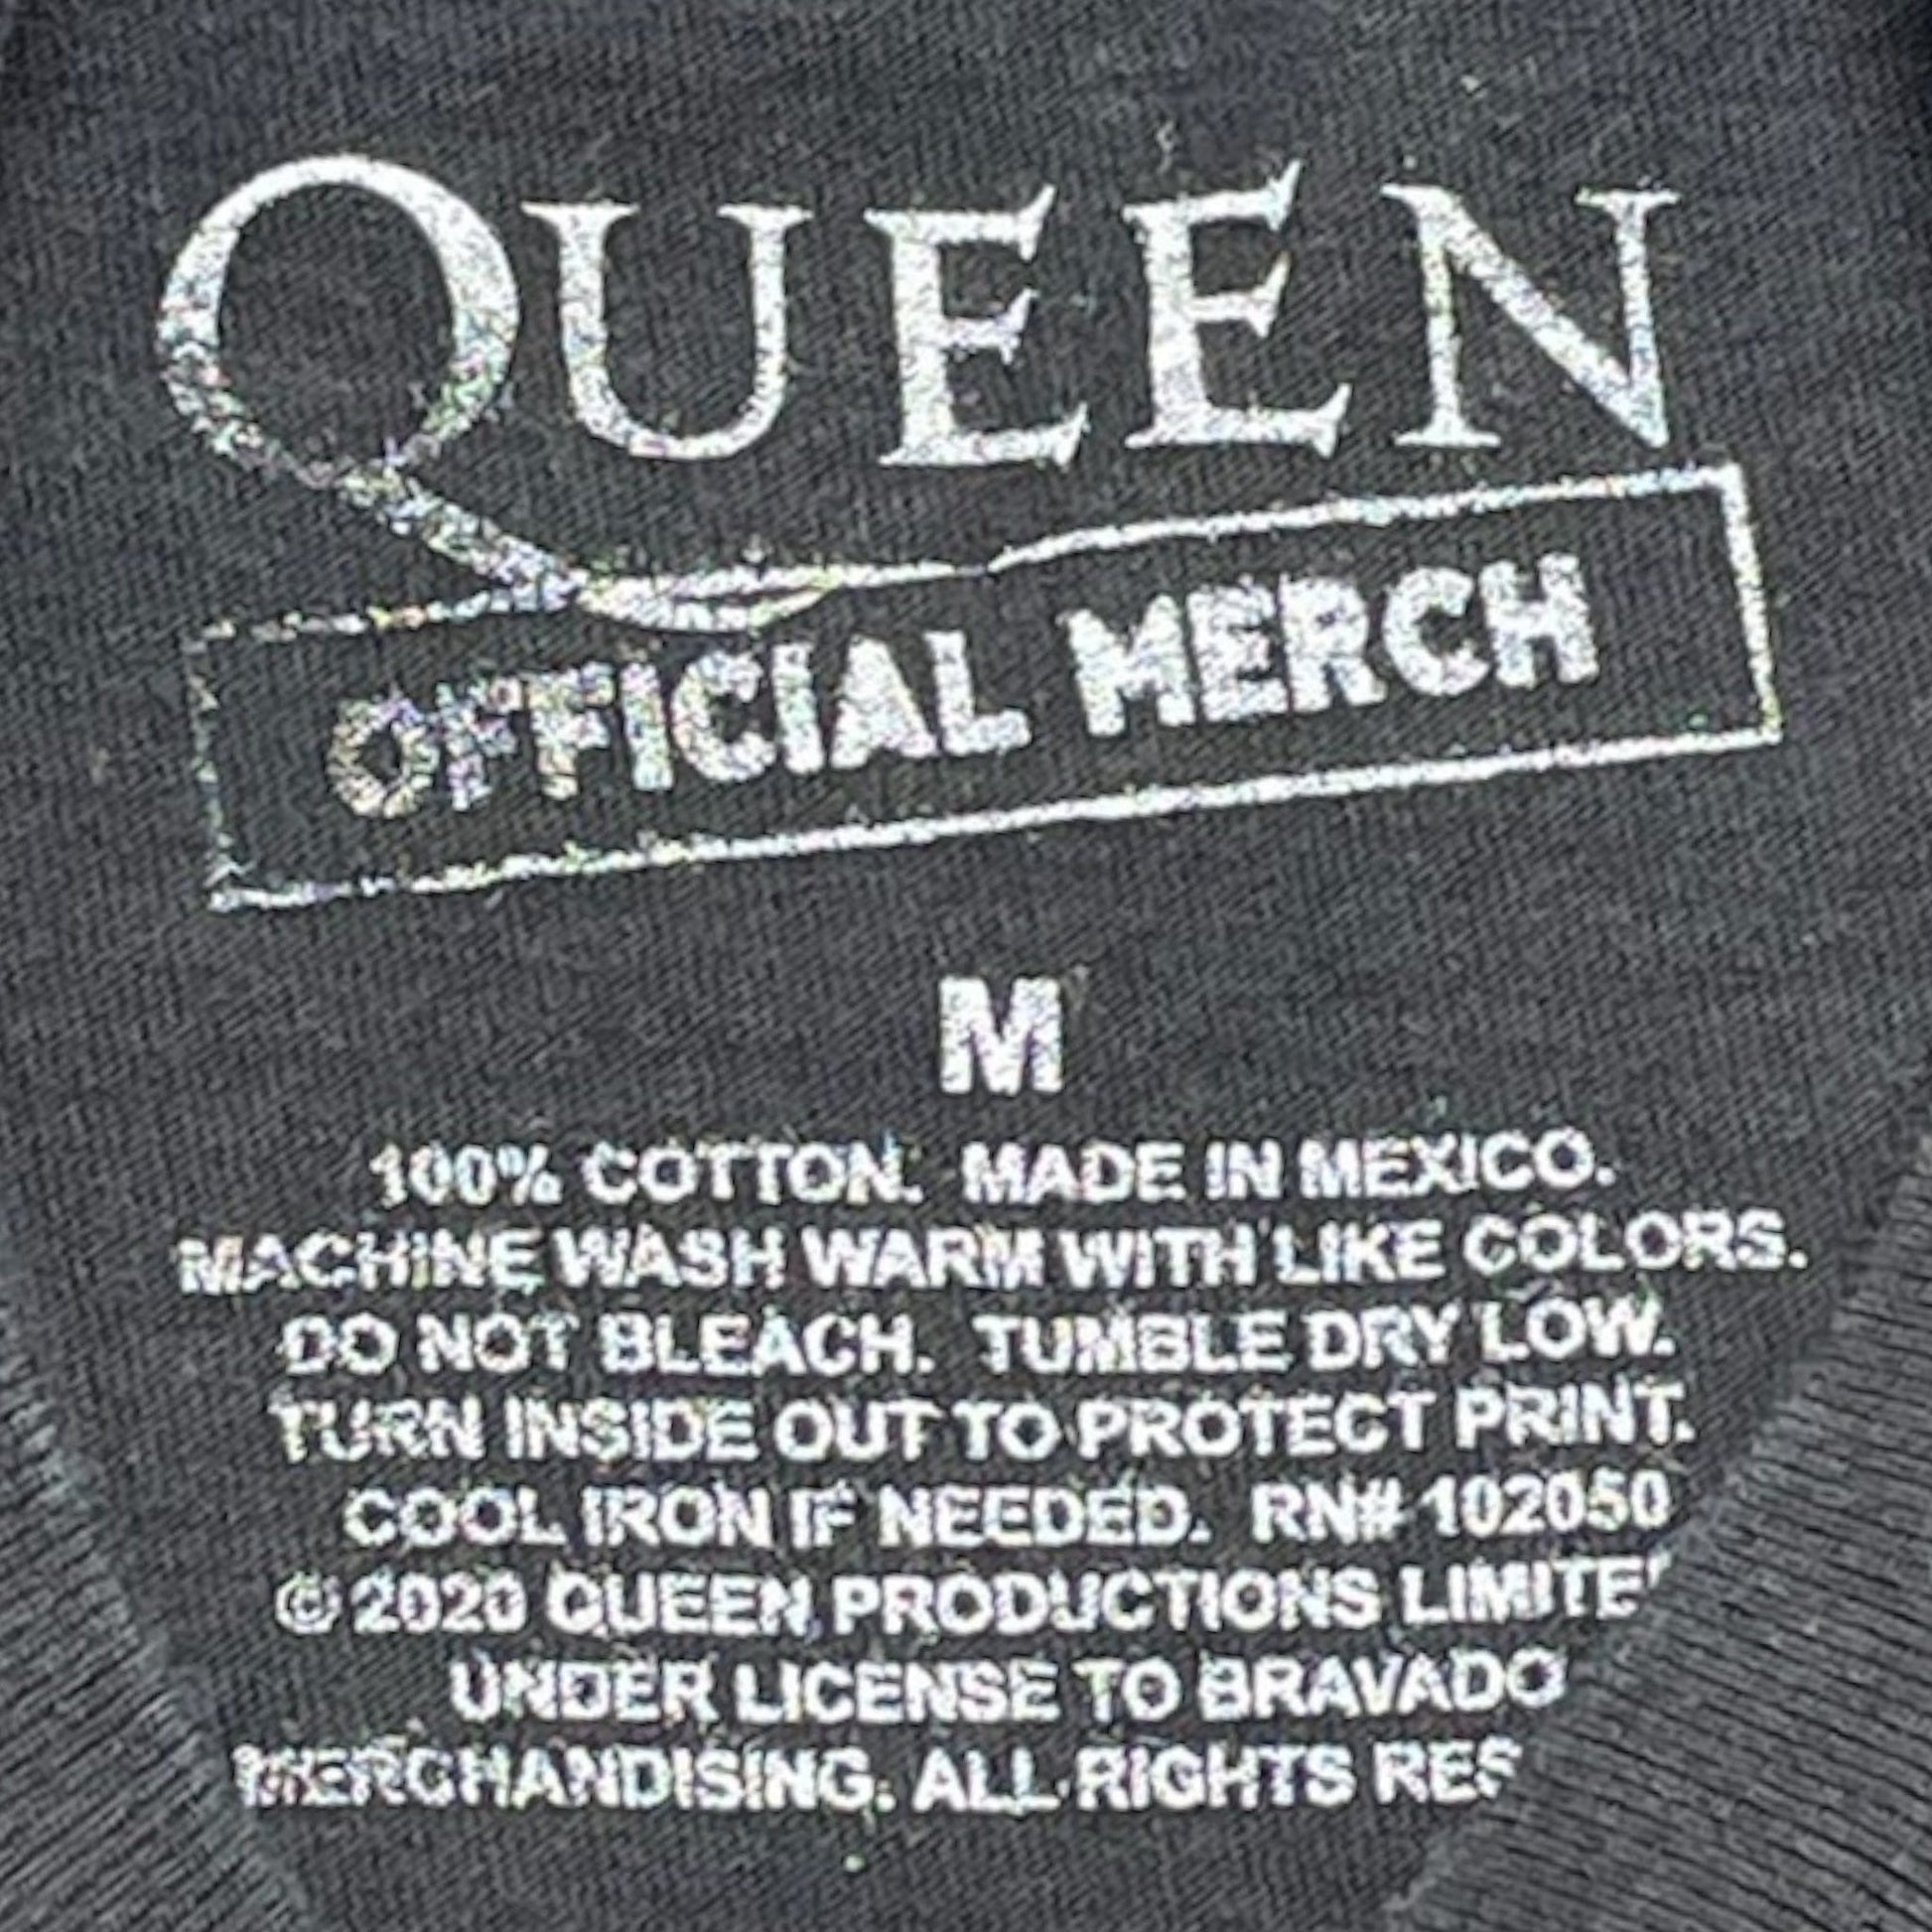 QUEEN
OFFICIAL MERCH
M
100% COTTON. MADE IN MEXICO.
MACHINE WASH WARM WITH LIKE COLORS.
DO NOT BLEACH. TUMBLE DRY LOW.
TURN INSIDE OUT TO PROTECT PRINT.
COOL IRON IF NEEDED. RN# 102050
© 2020 QUEEN PRODUCTIONS LIMITE
UNDER LICENSE TO BRAVADO
MERCHANDISING. ALL RIGHTS RES